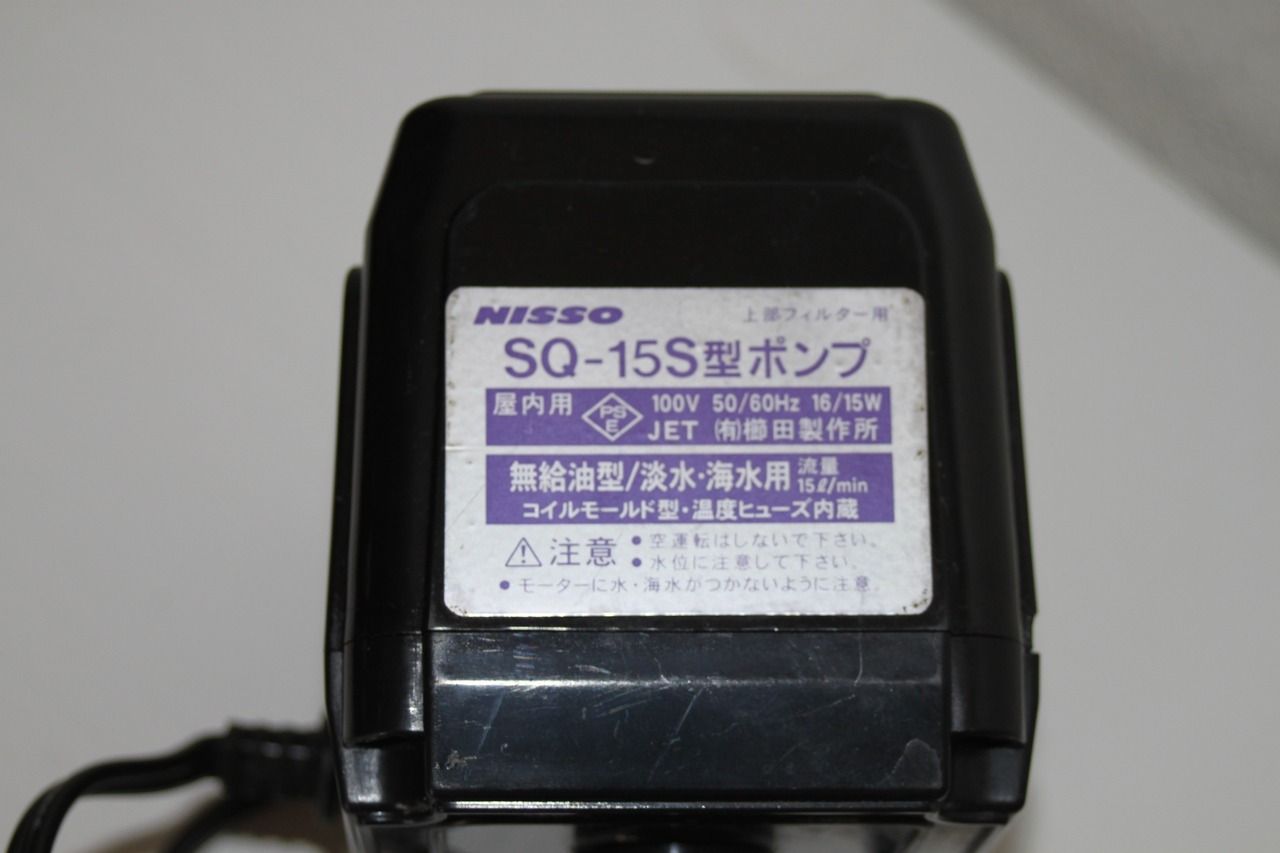 NISSO 上部フィルター用
SQ-15S型ポンプ
屋内用 PSE 100V 50/60Hz 16/15W
JET (有)櫛田製作所
無給油型/淡水・海水用 流量 15ℓ/min
コイルモールド型・温度ヒューズ内蔵
⚠注意 ●空運転はしないで下さい。
●水位に注意して下さい。
●モーターに水・海水がつかないように注意。